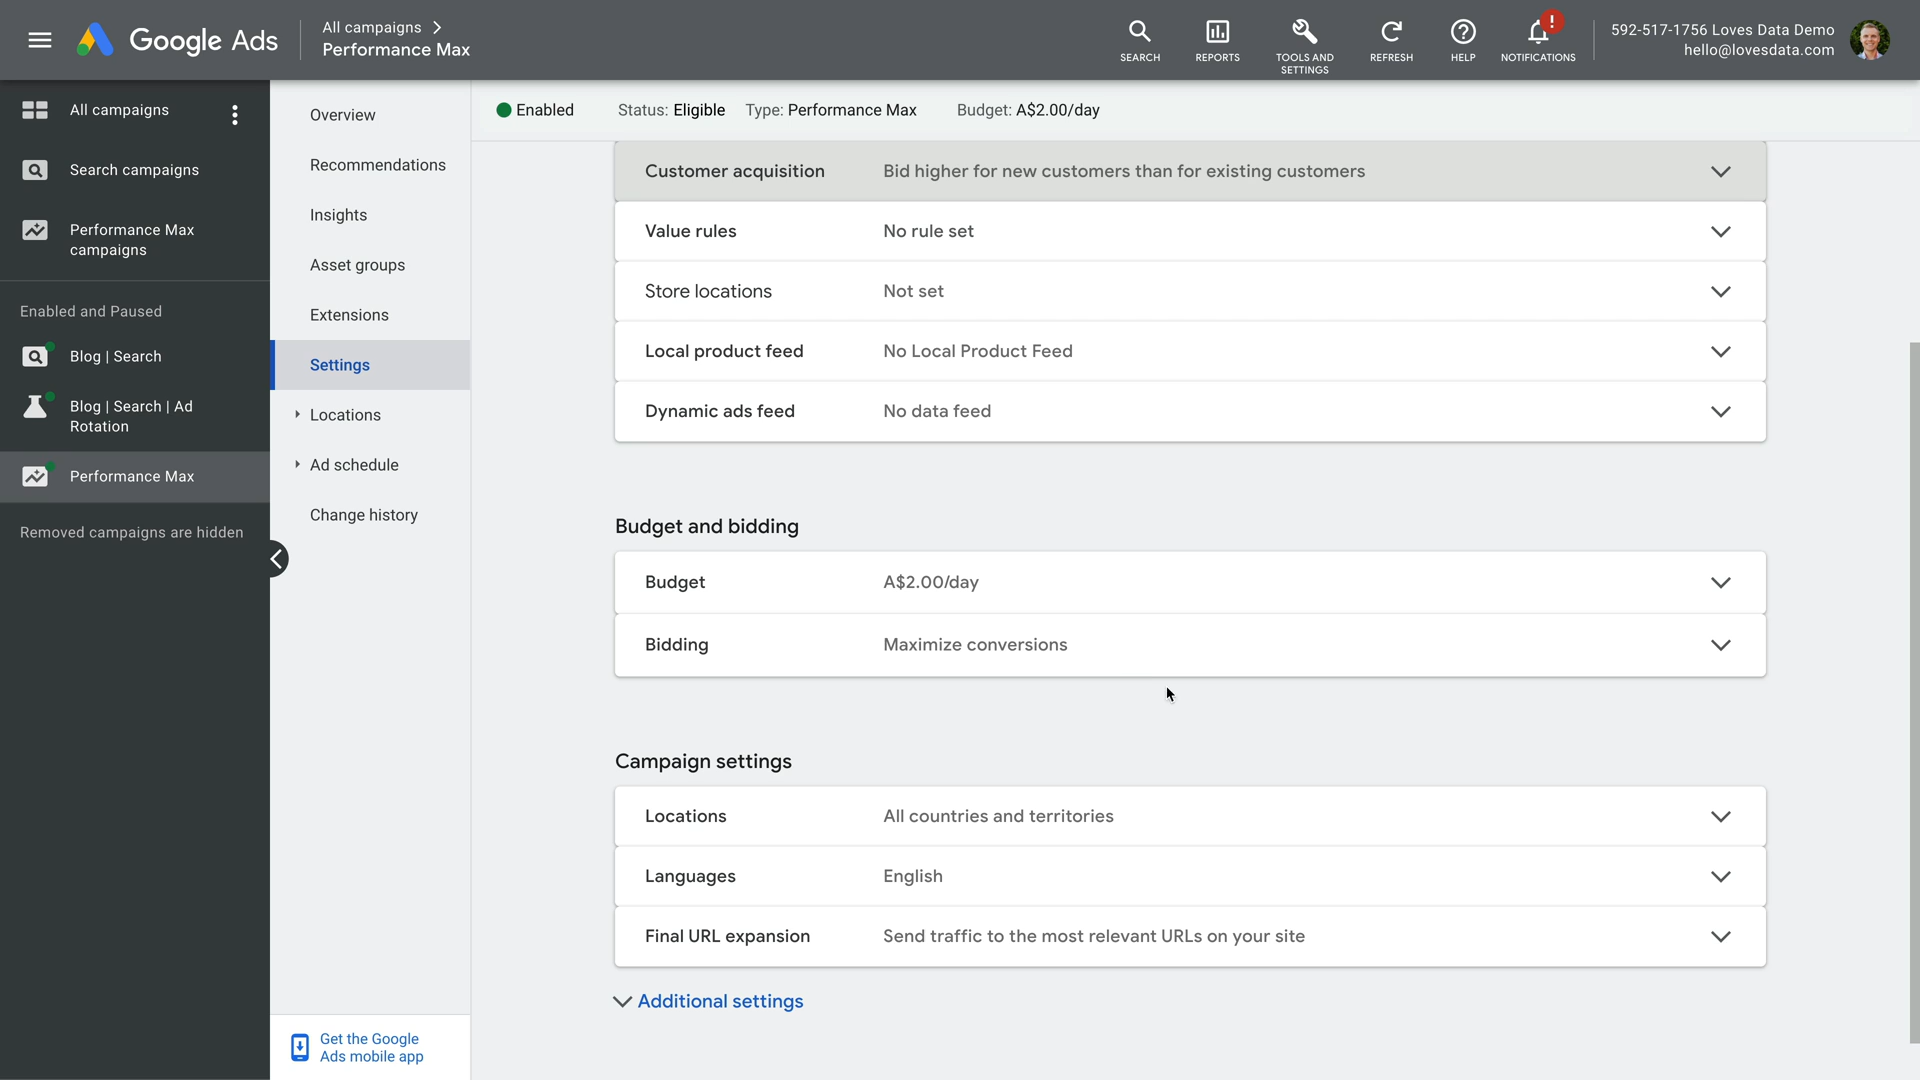 Google Ads
All campaigns
Performance Max
SEARCH
REPORTS
TOOLS AND
SETTINGS
REFRESH
HELP
!
NOTIFICATIONS
592-517-1756 Loves Data Demo
hello@lovesdata.com
All campaigns
Search campaigns
Performance Max
campaigns
Enabled and Paused
Blog | Search
Blog | Search | Ad
Rotation
Performance Max
Removed campaigns are hidden
Overview
Recommendations
Insights
Asset groups
Extensions
Settings
Locations
Ad schedule
Change history
Get the Google
Ads mobile app
Enabled Status: Eligible Type: Performance Max Budget: A$2.00/day
Customer acquisition Bid higher for new customers than for existing customers
Value rules No rule set
Store locations Not set
Local product feed No Local Product Feed
Dynamic ads feed No data feed
Budget and bidding
Budget A$2.00/day
Bidding Maximize conversions
Campaign settings
Locations All countries and territories
Languages English
Final URL expansion Send traffic to the most relevant URLs on your site
Additional settings